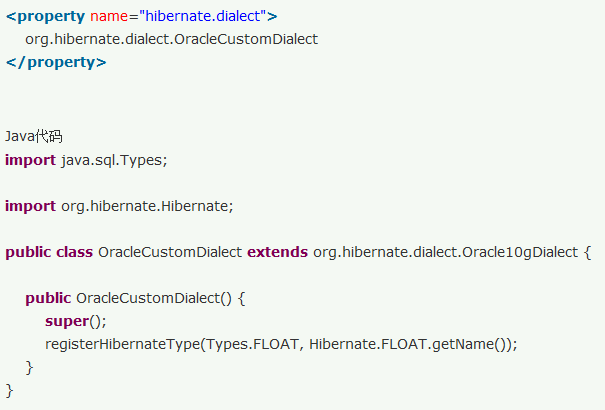 <property name="hibernate.dialect">
org.hibernate.dialect.OracleCustomDialect
</property>
Java代码
import java.sql.Types;
import org.hibernate.Hibernate;
public class OracleCustomDialect extends org.hibernate.dialect.Oracle10gDialect {
public OracleCustomDialect() {
super();
registerHibernateType(Types.FLOAT, Hibernate.FLOAT.getName());
}
}